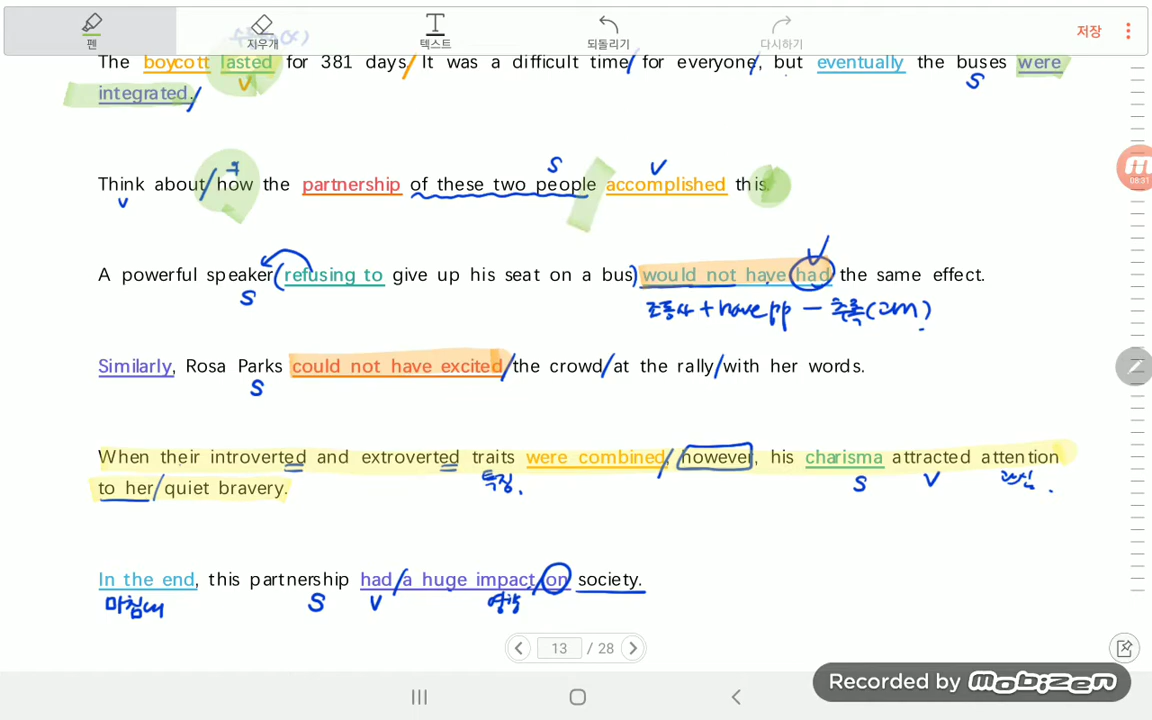 펜
지우개
텍스트
되돌리기
다시하기
저장
The boycott lasted for 381 days. It was a difficult time for everyone, but eventually the buses were
V
S
integrated.
08:31
S
V
Think about how the partnership of these two people accomplished this.
V
A powerful speaker refusing to give up his seat on a bus would not have had the same effect.
S
조동사 + have pp – 추측(과거)
Similarly, Rosa Parks could not have excited the crowd at the rally with her words.
S
When their introverted and extroverted traits were combined, however, his charisma attracted attention
특징.
S
V
관심.
to her quiet bravery.
In the end, this partnership had a huge impact on society.
마침내
S
V
영향
13 / 28
Recorded by mobizen